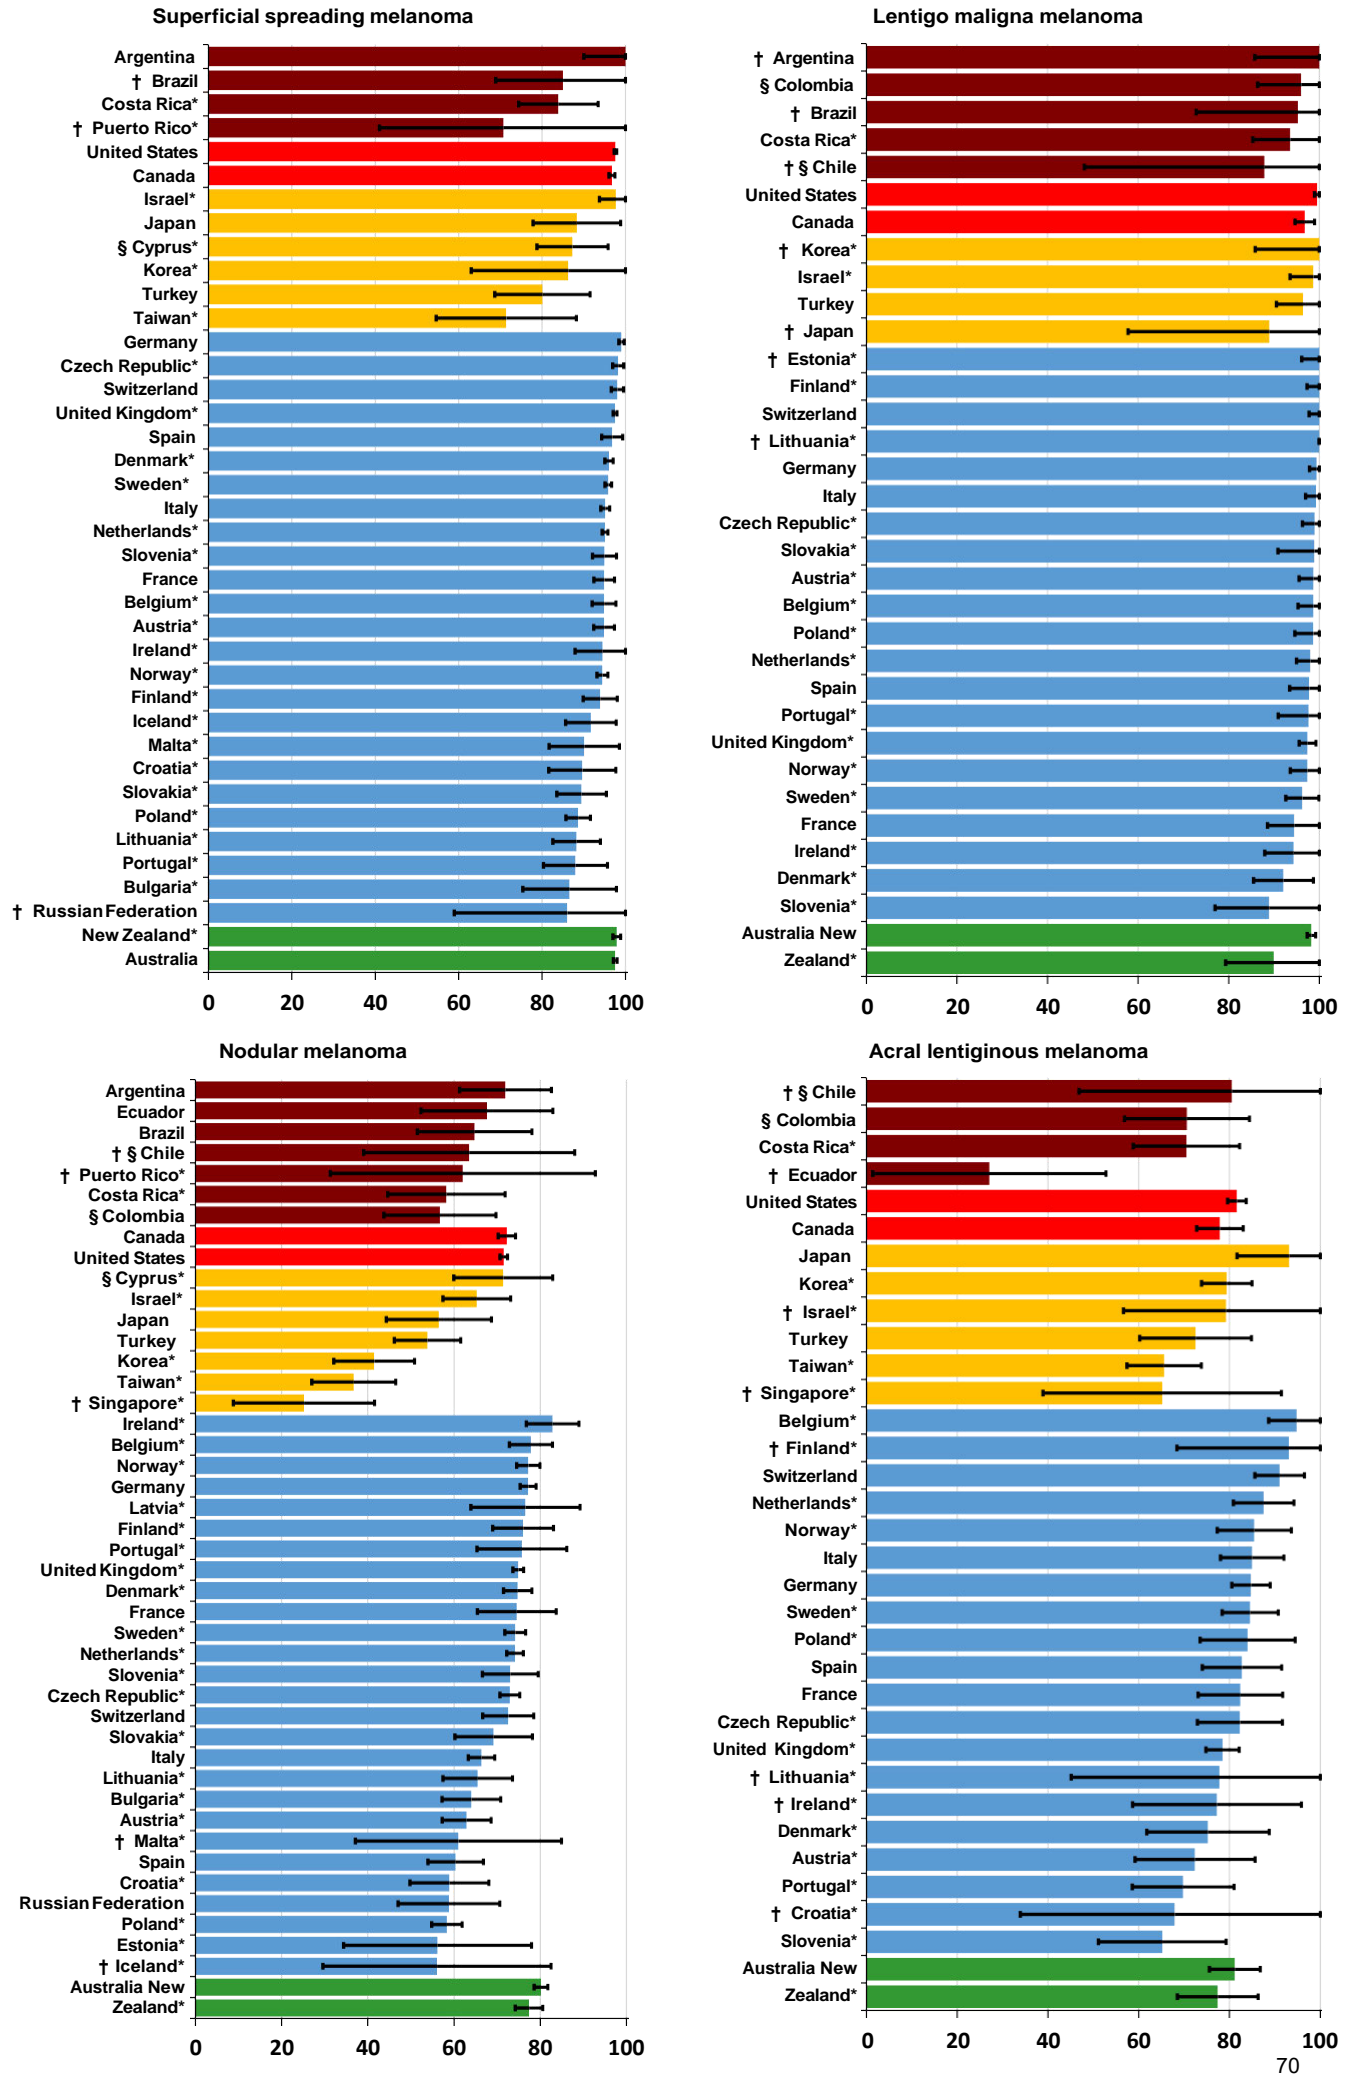 Superficial spreading melanoma
Argentina
† Brazil
Costa Rica*
† Puerto Rico*
United States
Canada
Israel*
Japan
§ Cyprus*
Korea*
Turkey
Taiwan*
Germany
Czech Republic*
Switzerland
United Kingdom*
Spain
Denmark*
Sweden*
Italy
Netherlands*
Slovenia*
France
Belgium*
Austria*
Ireland*
Norway*
Finland*
Iceland*
Malta*
Croatia*
Slovakia*
Poland*
Lithuania*
Portugal*
Bulgaria*
† Russian Federation
New Zealand*
Australia
0 20 40 60 80 100
Lentigo maligna melanoma
† Argentina
§ Colombia
† Brazil
Costa Rica*
† § Chile
United States
Canada
† Korea*
Israel*
Turkey
† Japan
† Estonia*
Finland*
Switzerland
† Lithuania*
Germany
Italy
Czech Republic*
Slovakia*
Austria*
Belgium*
Poland*
Netherlands*
Spain
Portugal*
United Kingdom*
Norway*
Sweden*
France
Ireland*
Denmark*
Slovenia*
Australia New
Zealand*
0 20 40 60 80 100
Nodular melanoma
Argentina
Ecuador
Brazil
† § Chile
† Puerto Rico*
Costa Rica*
§ Colombia
Canada
United States
§ Cyprus*
Israel*
Japan
Turkey
Korea*
Taiwan*
† Singapore*
Ireland*
Belgium*
Norway*
Germany
Latvia*
Finland*
Portugal*
United Kingdom*
Denmark*
France
Sweden*
Netherlands*
Slovenia*
Czech Republic*
Switzerland
Slovakia*
Italy
Lithuania*
Bulgaria*
Austria*
† Malta*
Spain
Croatia*
Russian Federation
Poland*
Estonia*
† Iceland*
Australia New
Zealand*
0 20 40 60 80 100
Acral lentiginous melanoma
† § Chile
§ Colombia
Costa Rica*
† Ecuador
United States
Canada
Japan
Korea*
† Israel*
Turkey
Taiwan*
† Singapore*
Belgium*
† Finland*
Switzerland
Netherlands*
Norway*
Italy
Germany
Sweden*
Poland*
Spain
France
Czech Republic*
United Kingdom*
† Lithuania*
† Ireland*
Denmark*
Austria*
Portugal*
† Croatia*
Slovenia*
Australia New
Zealand*
0 20 40 60 80 100
70